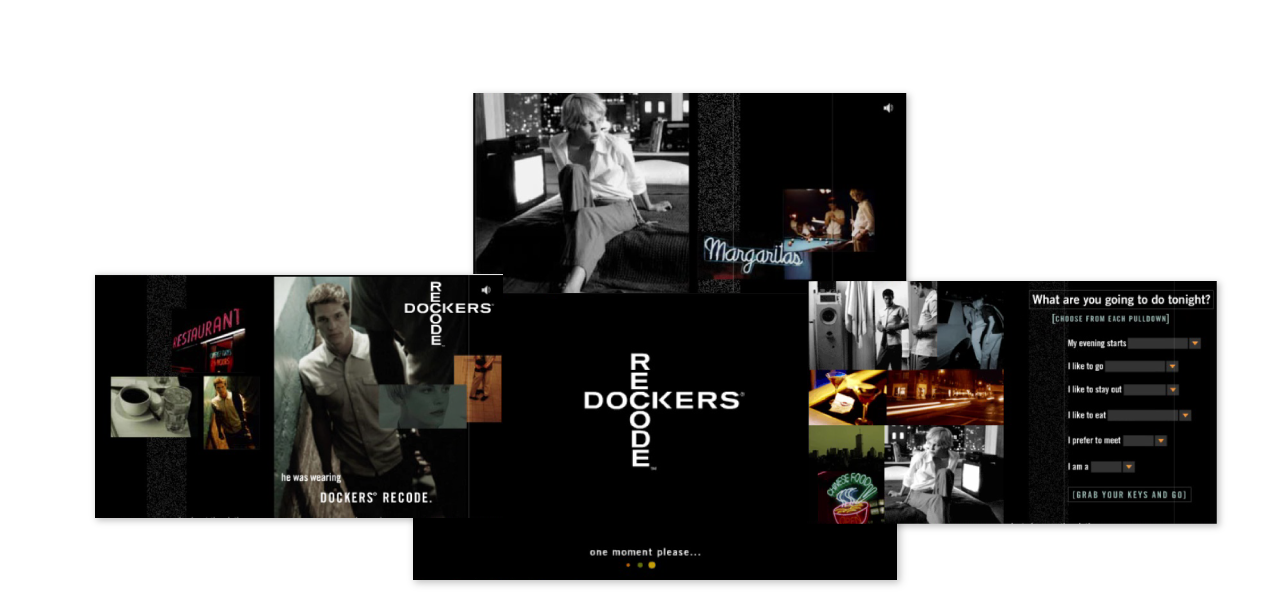 Margaritas
RESTAURANT
RECODE
DOCKERS®
he was wearing
DOCKERS® RECODE.
RECODE™
DOCKERS®
one moment please...
CHINESE FOOD
What are you going to do tonight?
[CHOOSE FROM EACH PULLDOWN]
My evening starts
I like to go
I like to stay out
I like to eat
I prefer to meet
I am a
[GRAB YOUR KEYS AND GO]